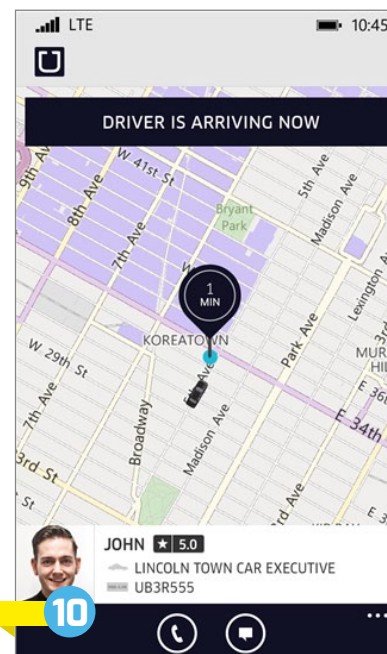 LTE
10:45
DRIVER IS ARRIVING NOW
9th Ave
W 41st St
8th Ave
7th Ave
Bryant
Park
5th Ave
Madison Ave
Lexington
1
MIN
KOREATOWN
Park Ave
W 29th St
7th Ave
Broadway
5th Ave
Madison Ave
E 34th
JOHN ★ 5.0
LINCOLN TOWN CAR EXECUTIVE
UB3R555
10